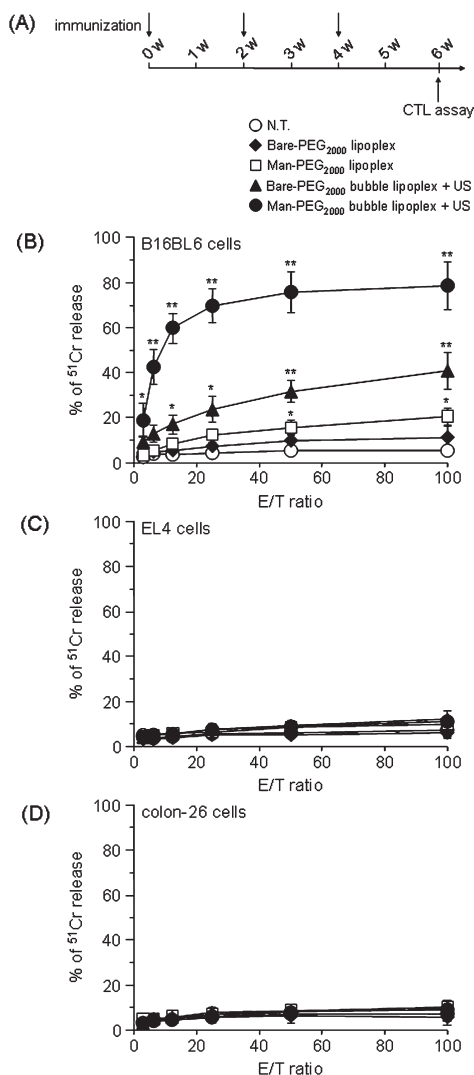 (A)
immunization
0 w 1 w 2 w 3 w 4 w 5 w 6 w
CTL assay
N.T.
Bare-PEG2000 lipoplex
Man-PEG2000 lipoplex
Bare-PEG2000 bubble lipoplex + US
Man-PEG2000 bubble lipoplex + US
(B)
B16BL6 cells
% of 51Cr release
100
80
60
40
20
0
* ** ** ** ** **
* * ** **
* *
0 20 40 60 80 100
E/T ratio
(C)
EL4 cells
% of 51Cr release
100
80
60
40
20
0
0 20 40 60 80 100
E/T ratio
(D)
colon-26 cells
% of 51Cr release
100
80
60
40
20
0
0 20 40 60 80 100
E/T ratio